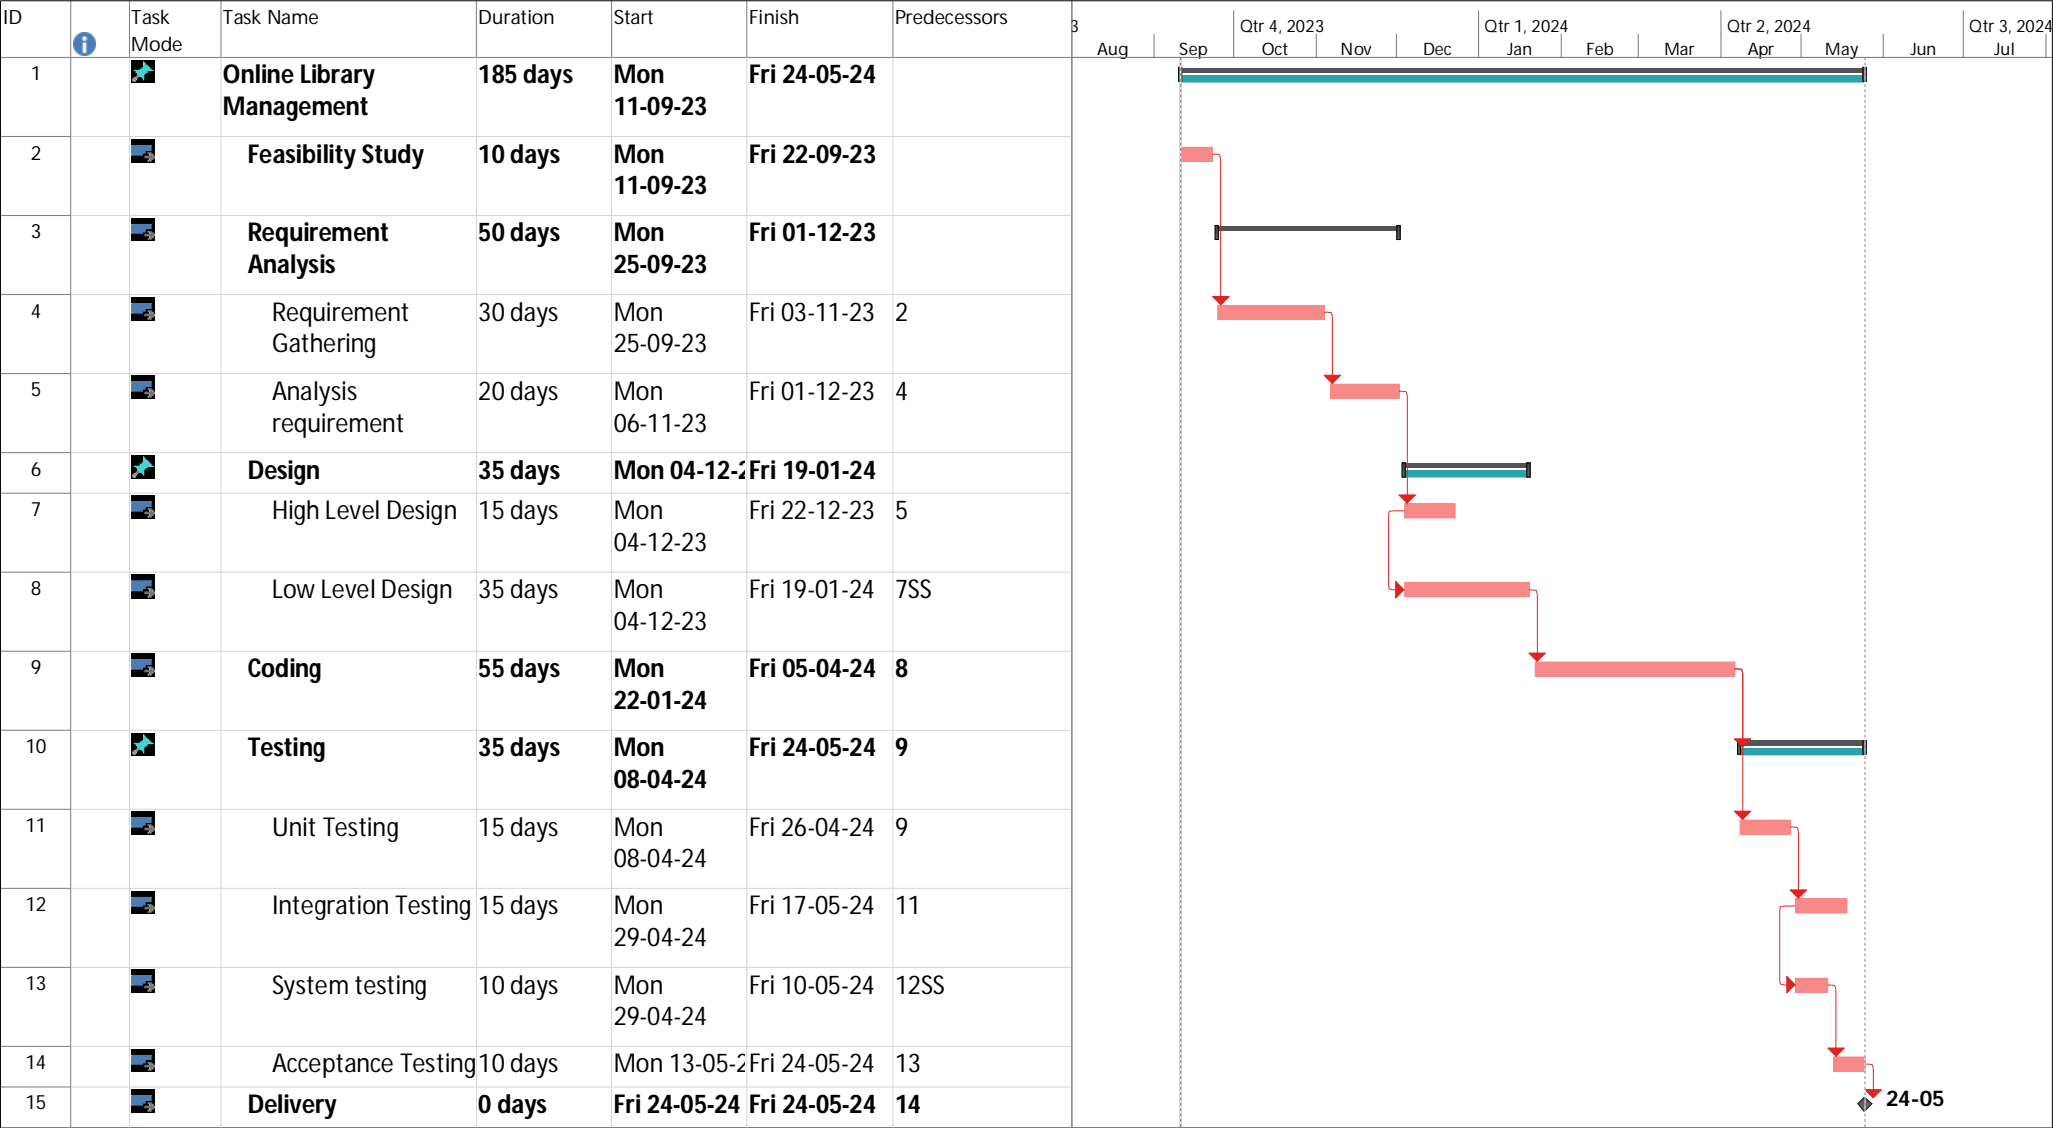 ID Task Mode Task Name Duration Start Finish Predecessors
3 Qtr 4, 2023 Qtr 1, 2024 Qtr 2, 2024 Qtr 3, 2024
Aug Sep Oct Nov Dec Jan Feb Mar Apr May Jun Jul
1 Online Library Management 185 days Mon 11-09-23 Fri 24-05-24
2 Feasibility Study 10 days Mon 11-09-23 Fri 22-09-23
3 Requirement Analysis 50 days Mon 25-09-23 Fri 01-12-23
4 Requirement Gathering 30 days Mon 25-09-23 Fri 03-11-23 2
5 Analysis requirement 20 days Mon 06-11-23 Fri 01-12-23 4
6 Design 35 days Mon 04-12-2 Fri 19-01-24
7 High Level Design 15 days Mon 04-12-23 Fri 22-12-23 5
8 Low Level Design 35 days Mon 04-12-23 Fri 19-01-24 7SS
9 Coding 55 days Mon 22-01-24 Fri 05-04-24 8
10 Testing 35 days Mon 08-04-24 Fri 24-05-24 9
11 Unit Testing 15 days Mon 08-04-24 Fri 26-04-24 9
12 Integration Testing 15 days Mon 29-04-24 Fri 17-05-24 11
13 System testing 10 days Mon 29-04-24 Fri 10-05-24 12SS
14 Acceptance Testing 10 days Mon 13-05-2 Fri 24-05-24 13
15 Delivery 0 days Fri 24-05-24 Fri 24-05-24 14
24-05